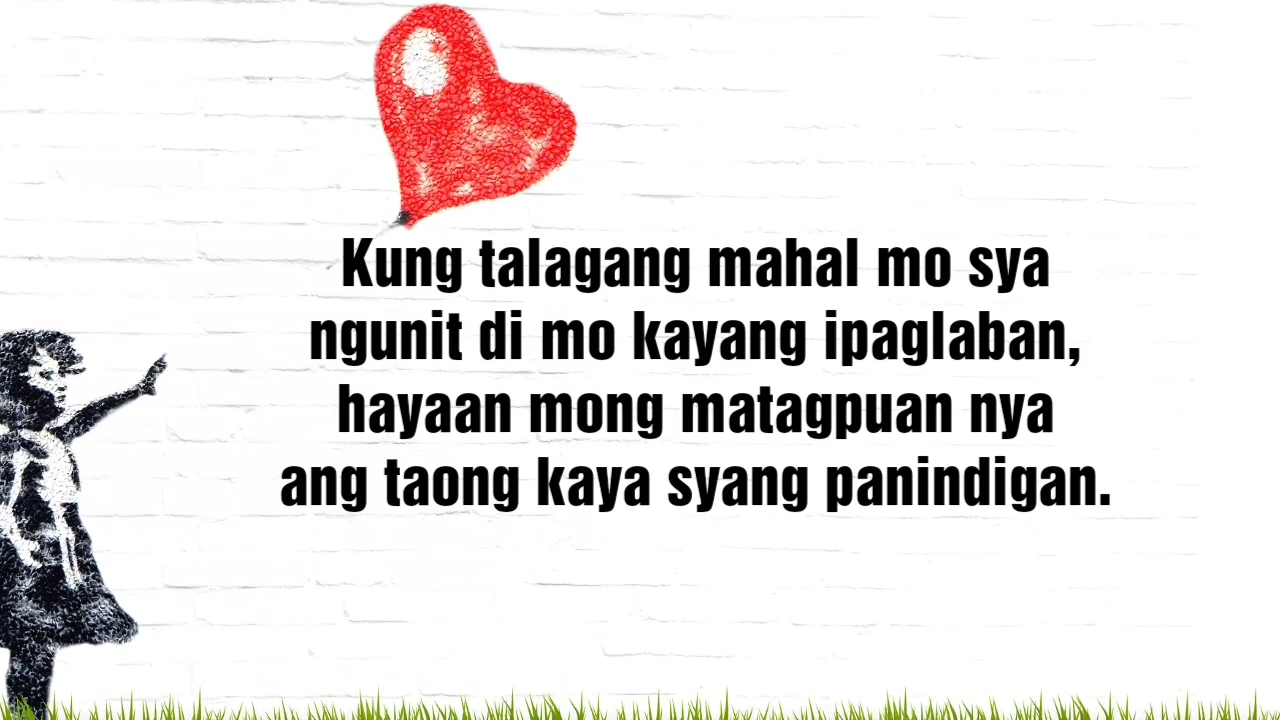 Kung talagang mahal mo sya
ngunit di mo kayang ipaglaban,
hayaan mong matagpuan nya
ang taong kaya syang panindigan.